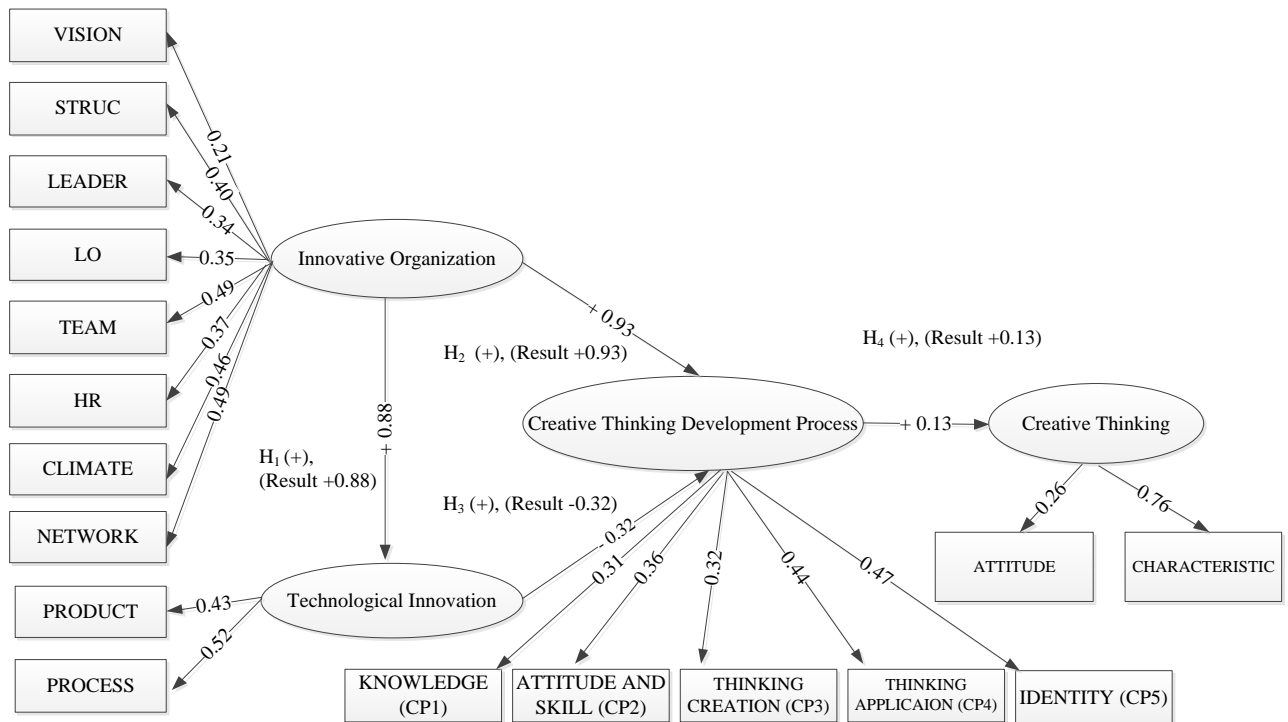 VISION
STRUC
LEADER
LO
TEAM
HR
CLIMATE
NETWORK
PRODUCT
PROCESS
0.21
0.40
0.34
0.35
0.49
0.37
0.46
0.49
Innovative Organization
+ 0.93
H₂ (+), (Result +0.93)
H₄ (+), (Result +0.13)
+ 0.88
H₁ (+),
(Result +0.88)
Creative Thinking Development Process
+ 0.13
Creative Thinking
H₃ (+), (Result -0.32)
- 0.32
Technological Innovation
0.43
0.52
0.31
0.36
0.32
0.44
0.47
0.26
0.76
ATTITUDE
CHARACTERISTIC
KNOWLEDGE
(CP1)
ATTITUDE AND
SKILL (CP2)
THINKING
CREATION (CP3)
THINKING
APPLICAION (CP4)
IDENTITY (CP5)